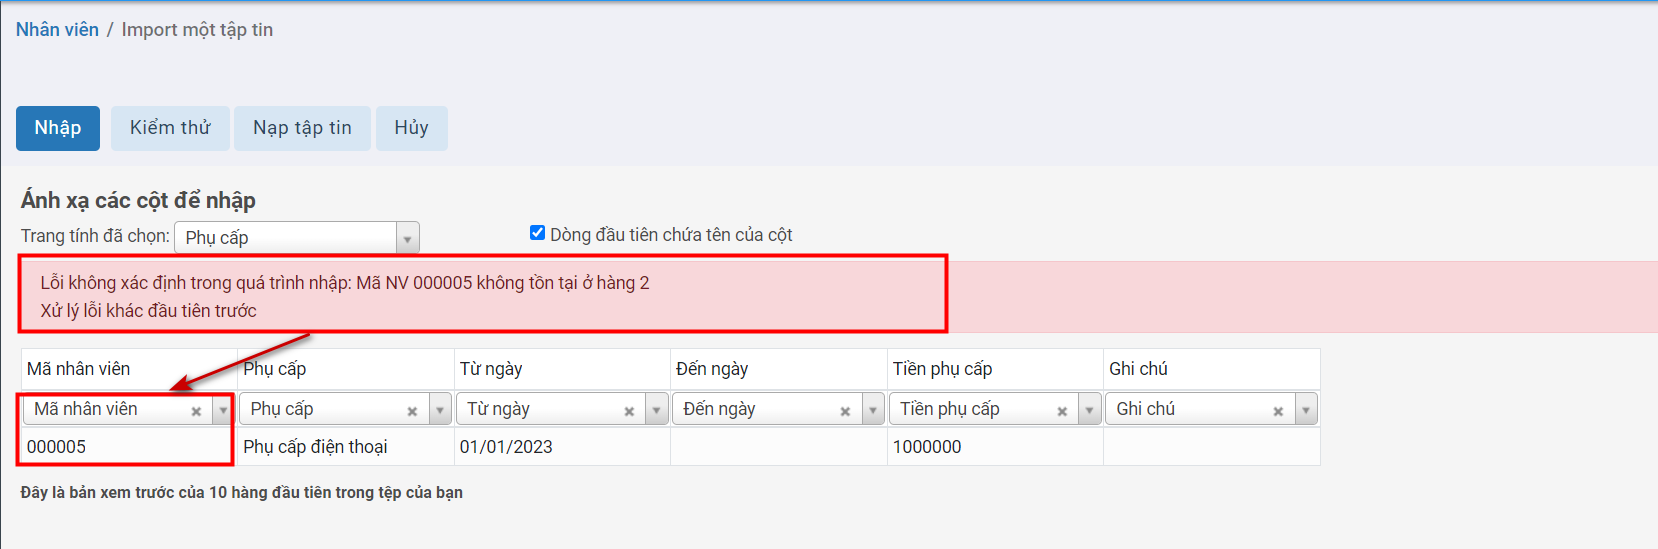 Nhân viên / Import một tập tin
Nhập Kiểm thử Nạp tập tin Hủy
Ánh xạ các cột để nhập
Trang tính đã chọn: Phụ cấp Dòng đầu tiên chứa tên của cột
Lỗi không xác định trong quá trình nhập: Mã NV 000005 không tồn tại ở hàng 2
Xử lý lỗi khác đầu tiên trước
Mã nhân viên Phụ cấp Từ ngày Đến ngày Tiền phụ cấp Ghi chú
Mã nhân viên Phụ cấp Từ ngày Đến ngày Tiền phụ cấp Ghi chú
000005 Phụ cấp điện thoại 01/01/2023 1000000
Đây là bản xem trước của 10 hàng đầu tiên trong tệp của bạn